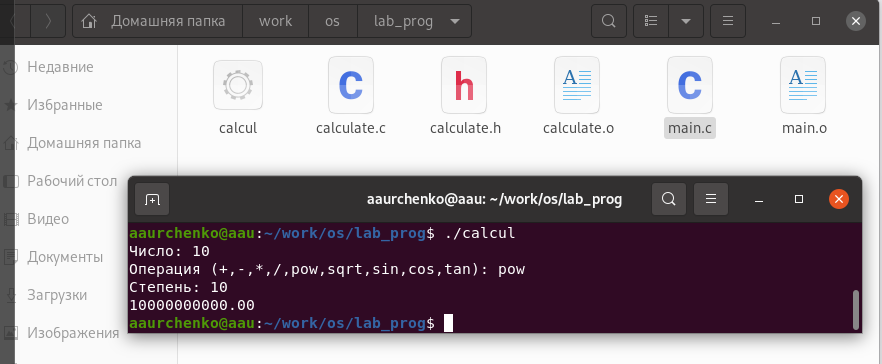 Домашняя папка work os lab_prog
Недавние
Избранные
Домашняя папка
Рабочий стол
Видео
Документы
Загрузки
Изображения
calcul calculate.c calculate.h calculate.o main.c main.o
aaurchenko@aau: ~/work/os/lab_prog
aaurchenko@aau:~/work/os/lab_prog$ ./calcul
Число: 10
Операция (+,-,*,/,pow,sqrt,sin,cos,tan): pow
Степень: 10
10000000000.00
aaurchenko@aau:~/work/os/lab_prog$